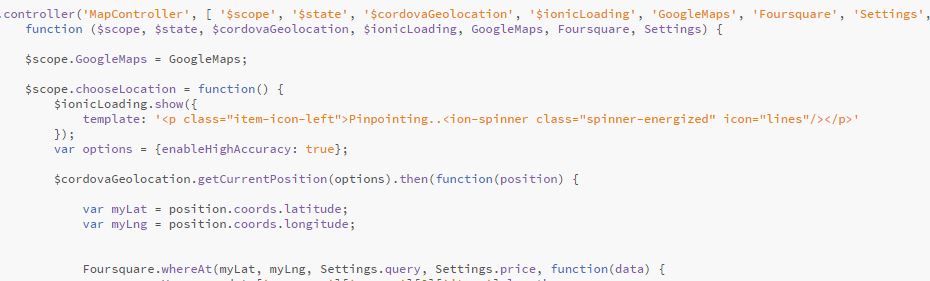 .controller('MapController', [ '$scope', '$state', '$cordovaGeolocation', '$ionicLoading', 'GoogleMaps', 'Foursquare', 'Settings',
function ($scope, $state, $cordovaGeolocation, $ionicLoading, GoogleMaps, Foursquare, Settings) {
$scope.GoogleMaps = GoogleMaps;
$scope.chooseLocation = function() {
$ionicLoading.show({
template: '<p class="item-icon-left">Pinpointing..<ion-spinner class="spinner-energized" icon="lines"/></p>'
});
var options = {enableHighAccuracy: true};
$cordovaGeolocation.getCurrentPosition(options).then(function(position) {
var myLat = position.coords.latitude;
var myLng = position.coords.longitude;
Foursquare.whereAt(myLat, myLng, Settings.query, Settings.price, function(data) {